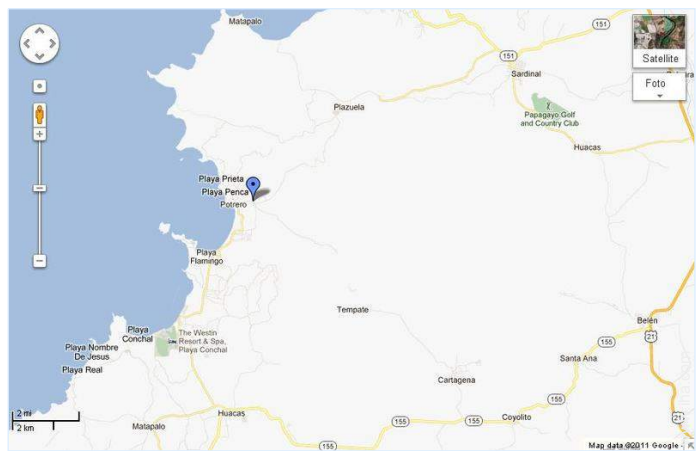 Matapalo
Satellite
Foto
151
Sardinal
151
Plazuela
Papagayo Golf
and Country Club
Huacas
Playa Prieta
Playa Penca
Potrero
Playa
Flamingo
Tempate
Playa
Conchal
The Westin
Resort & Spa,
Playa Conchal
Playa Nombre
De Jesus
Playa Real
Belén
155
21
Santa Ana
Cartagena
155
155
2 mi
2 km
Huacas
Matapalo
155
155
Coyolito
21
Map data ©2011 Google -